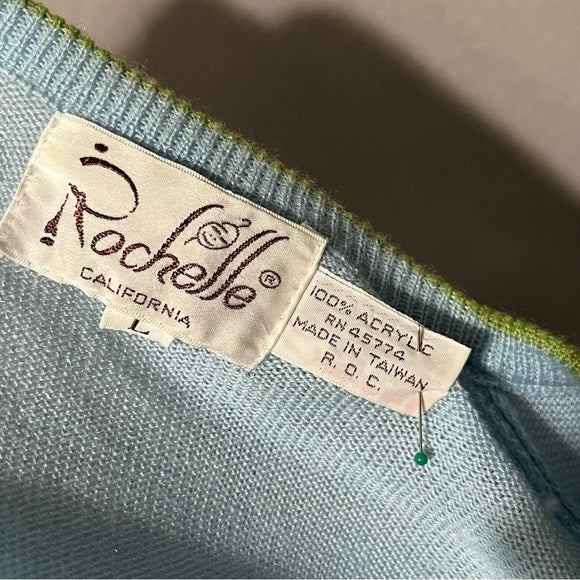 Rochelle®
CALIFORNIA
L
100% ACRYLIC
RN 45774
MADE IN TAIWAN
R. O. C.